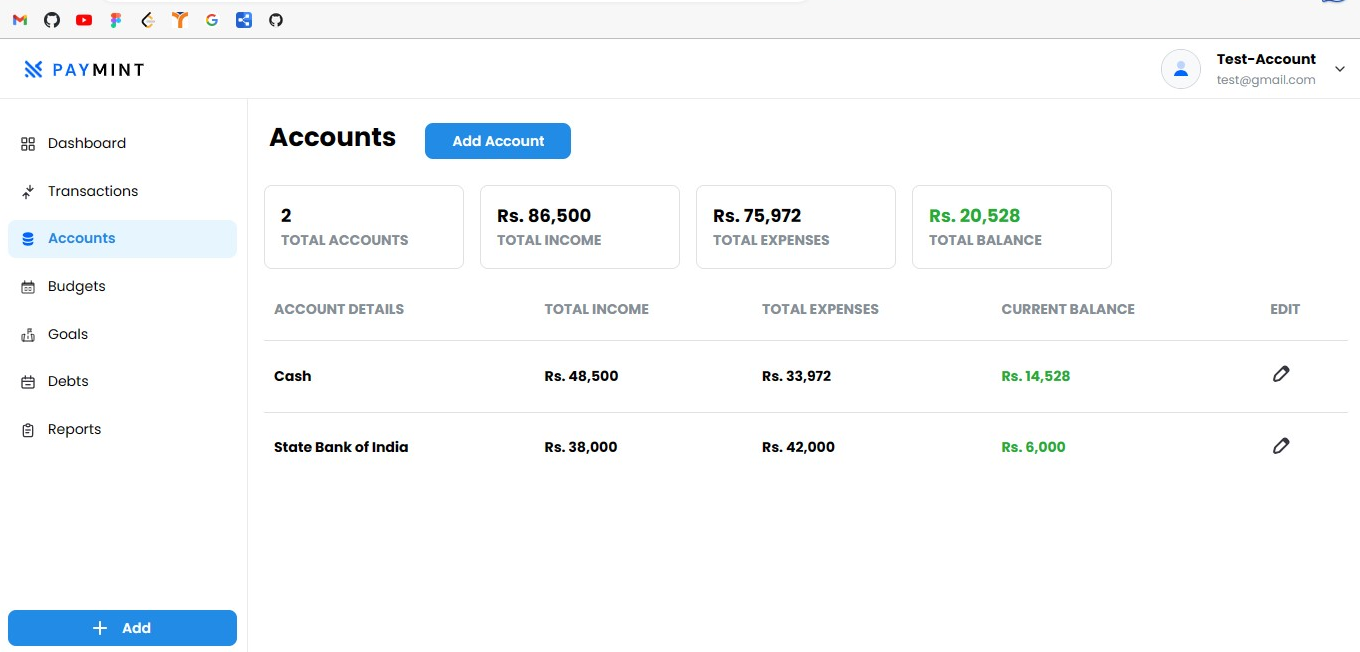 PAYMINT
Test-Account
test@gmail.com
Dashboard
Transactions
Accounts
Budgets
Goals
Debts
Reports
Add
Accounts
Add Account
2
TOTAL ACCOUNTS
Rs. 86,500
TOTAL INCOME
Rs. 75,972
TOTAL EXPENSES
Rs. 20,528
TOTAL BALANCE
ACCOUNT DETAILS TOTAL INCOME TOTAL EXPENSES CURRENT BALANCE EDIT
Cash Rs. 48,500 Rs. 33,972 Rs. 14,528
State Bank of India Rs. 38,000 Rs. 42,000 Rs. 6,000